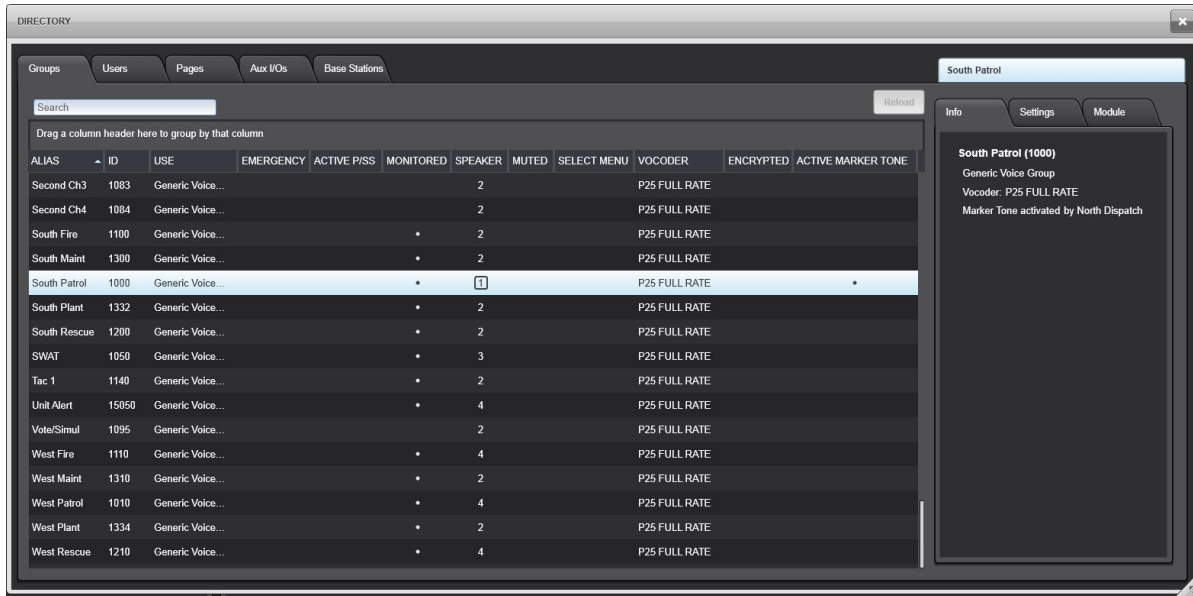 DIRECTORY
Groups Users Pages Aux I/Os Base Stations
Search
Reload
Drag a column header here to group by that column
ALIAS ID USE EMERGENCY ACTIVE P/SS MONITORED SPEAKER MUTED SELECT MENU VOCODER ENCRYPTED ACTIVE MARKER TONE
Second Ch3 1083 Generic Voice... 2 P25 FULL RATE
Second Ch4 1084 Generic Voice... 2 P25 FULL RATE
South Fire 1100 Generic Voice... • 2 P25 FULL RATE
South Maint 1300 Generic Voice... • 2 P25 FULL RATE
South Patrol 1000 Generic Voice... • 1 P25 FULL RATE •
South Plant 1332 Generic Voice... • 2 P25 FULL RATE
South Rescue 1200 Generic Voice... • 2 P25 FULL RATE
SWAT 1050 Generic Voice... • 3 P25 FULL RATE
Tac 1 1140 Generic Voice... • 2 P25 FULL RATE
Unit Alert 15050 Generic Voice... • 4 P25 FULL RATE
Vote/Simul 1095 Generic Voice... 2 P25 FULL RATE
West Fire 1110 Generic Voice... • 4 P25 FULL RATE
West Maint 1310 Generic Voice... • 2 P25 FULL RATE
West Patrol 1010 Generic Voice... • 4 P25 FULL RATE
West Plant 1334 Generic Voice... • 2 P25 FULL RATE
West Rescue 1210 Generic Voice... • 4 P25 FULL RATE
South Patrol
Info Settings Module
South Patrol (1000)
Generic Voice Group
Vocoder: P25 FULL RATE
Marker Tone activated by North Dispatch